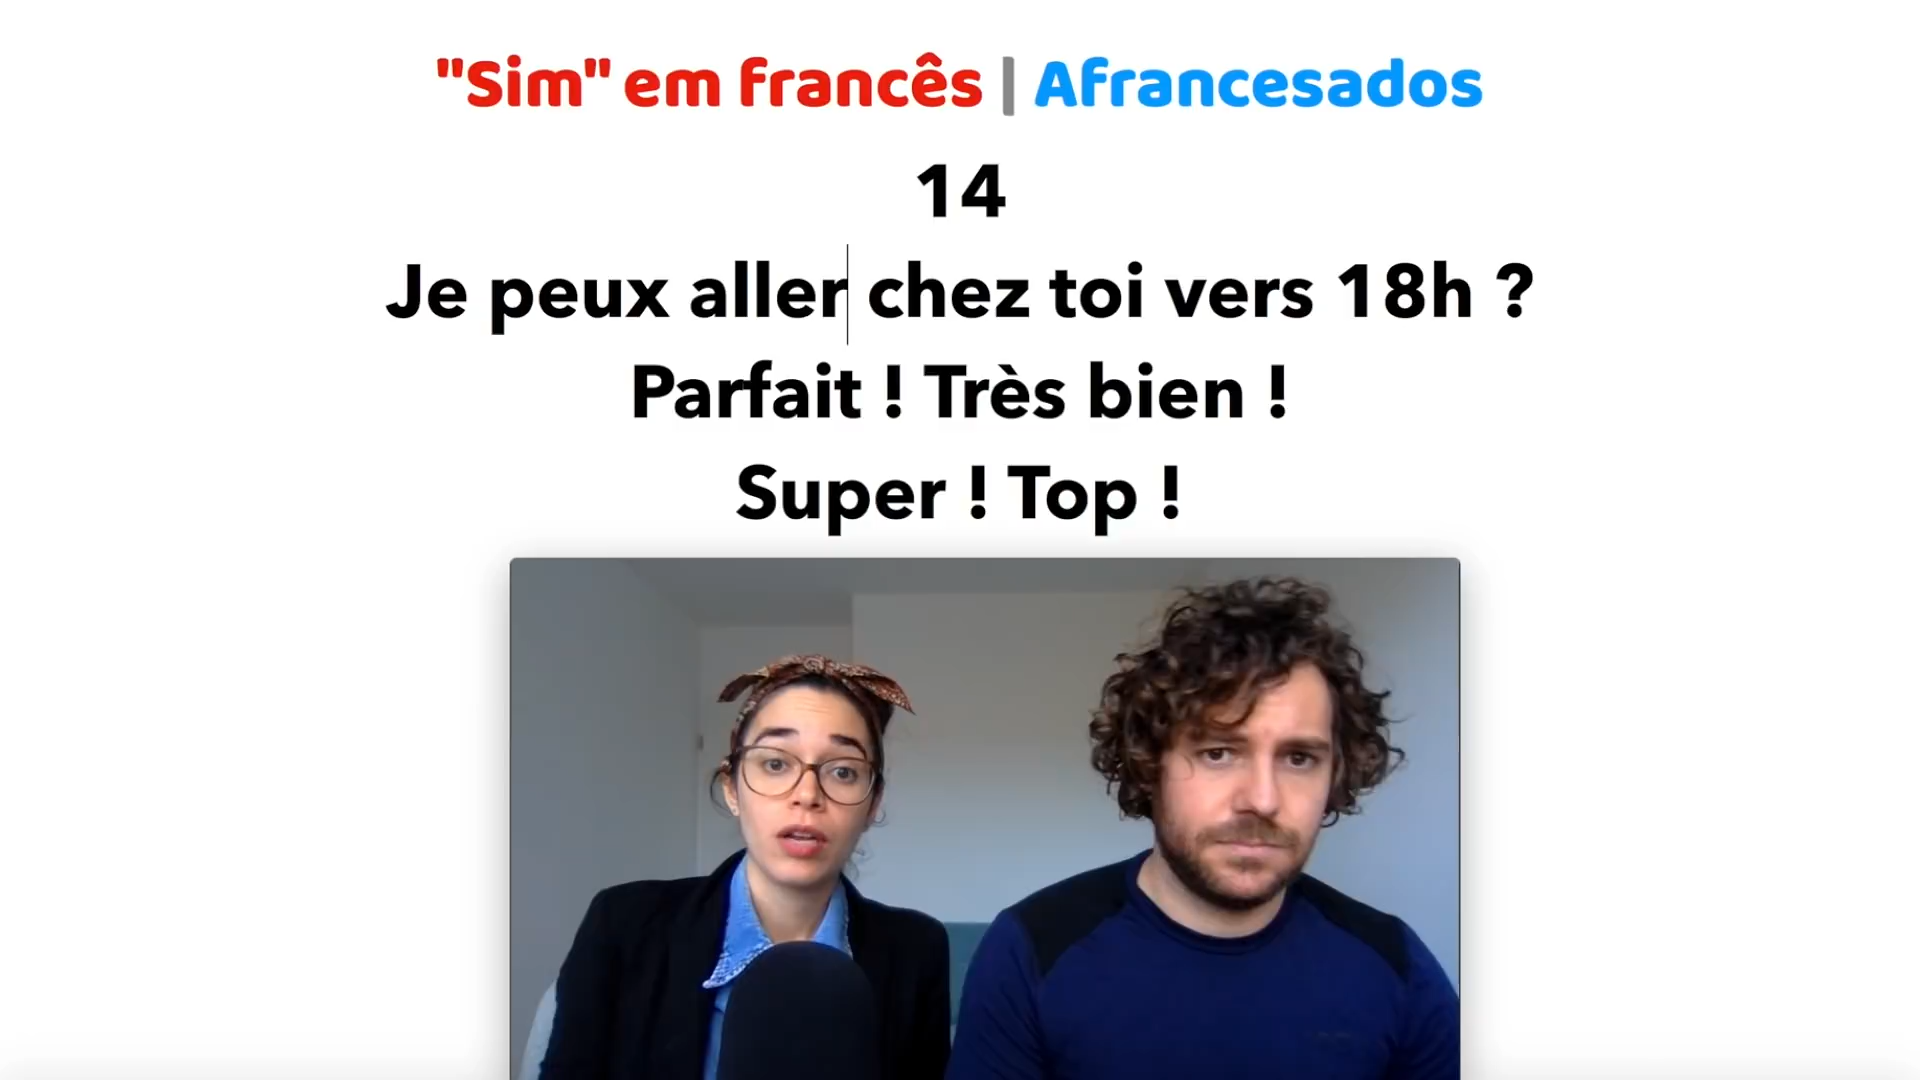 "Sim" em francês | Afrancesados
14
Je peux aller chez toi vers 18h ?
Parfait ! Très bien !
Super ! Top !